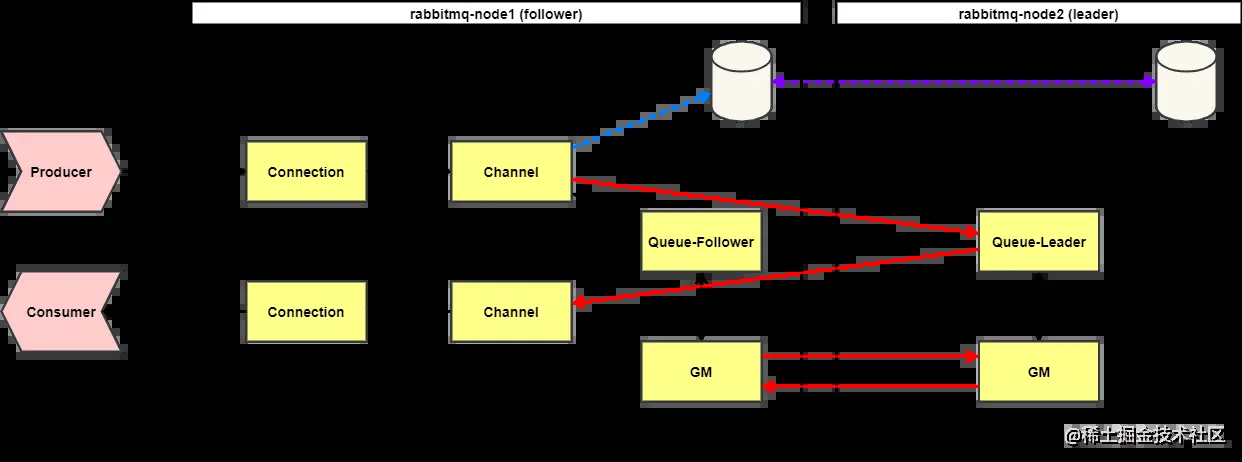 rabbitmq-node1 (follower)
rabbitmq-node2 (leader)
Producer
Connection
Channel
Queue-Follower
Queue-Leader
Consumer
Connection
Channel
GM
GM
@稀土掘金技术社区